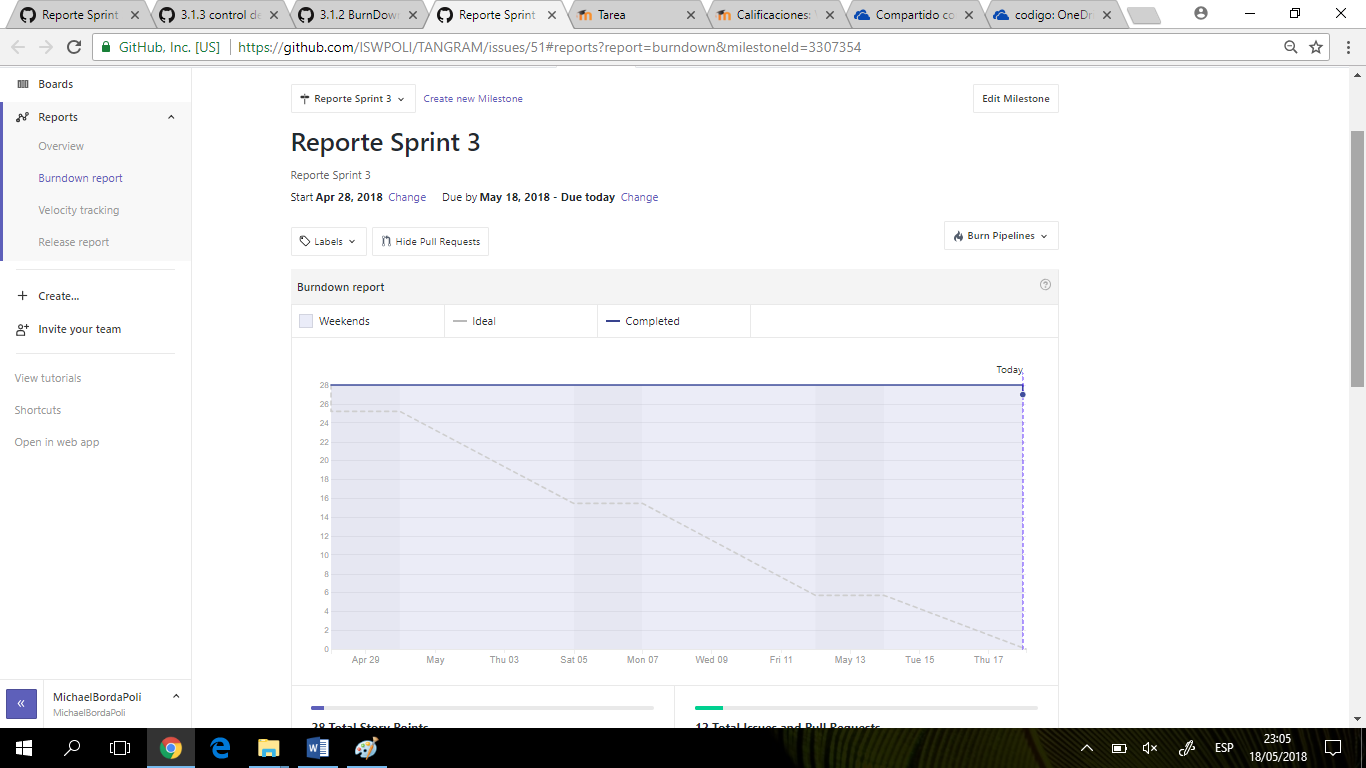 Reporte Sprint
3.1.3 control de
3.1.2 BurnDow
Reporte Sprint
Tarea
Calificaciones:
Compartido co
codigo: OneDr
GitHub, Inc. [US]
https://github.com/ISWPOLI/TANGRAM/issues/51#reports?report=burndown&milestoneId=3307354
Boards
Reports
Overview
Burndown report
Velocity tracking
Release report
Create...
Invite your team
View tutorials
Shortcuts
Open in web app
MichaelBordaPoli
MichaelBordaPoli
Reporte Sprint 3
Create new Milestone
Edit Milestone
Reporte Sprint 3
Reporte Sprint 3
Start Apr 28, 2018 Change Due by May 18, 2018 - Due today Change
Labels
Hide Pull Requests
Burn Pipelines
Burndown report
Weekends
Ideal
Completed
Today
28
26
24
22
20
18
16
14
12
10
8
6
4
2
0
Apr 29 May Thu 03 Sat 05 Mon 07 Wed 09 Fri 11 May 13 Tue 15 Thu 17
28 Total Story Points
12 Total Issues and Pull Requests
ESP
23:05
18/05/2018